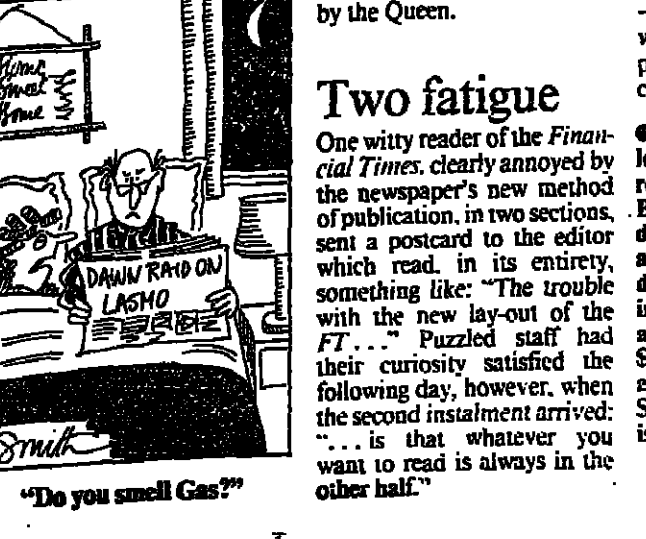 Home
Sweet
Home
DAWN RAID ON
LASMO
Smith
"Do you smell Gas?"
by the Queen.
Two fatigue
One witty reader of the Finan-
cial Times, clearly annoyed by
the newspaper's new method
of publication, in two sections,
sent a postcard to the editor
which read, in its entirety,
something like: "The trouble
with the new lay-out of the
FT..." Puzzled staff had
their curiosity satisfied the
following day, however, when
the second instalment arrived:
"...is that whatever you
want to read is always in the
other half."